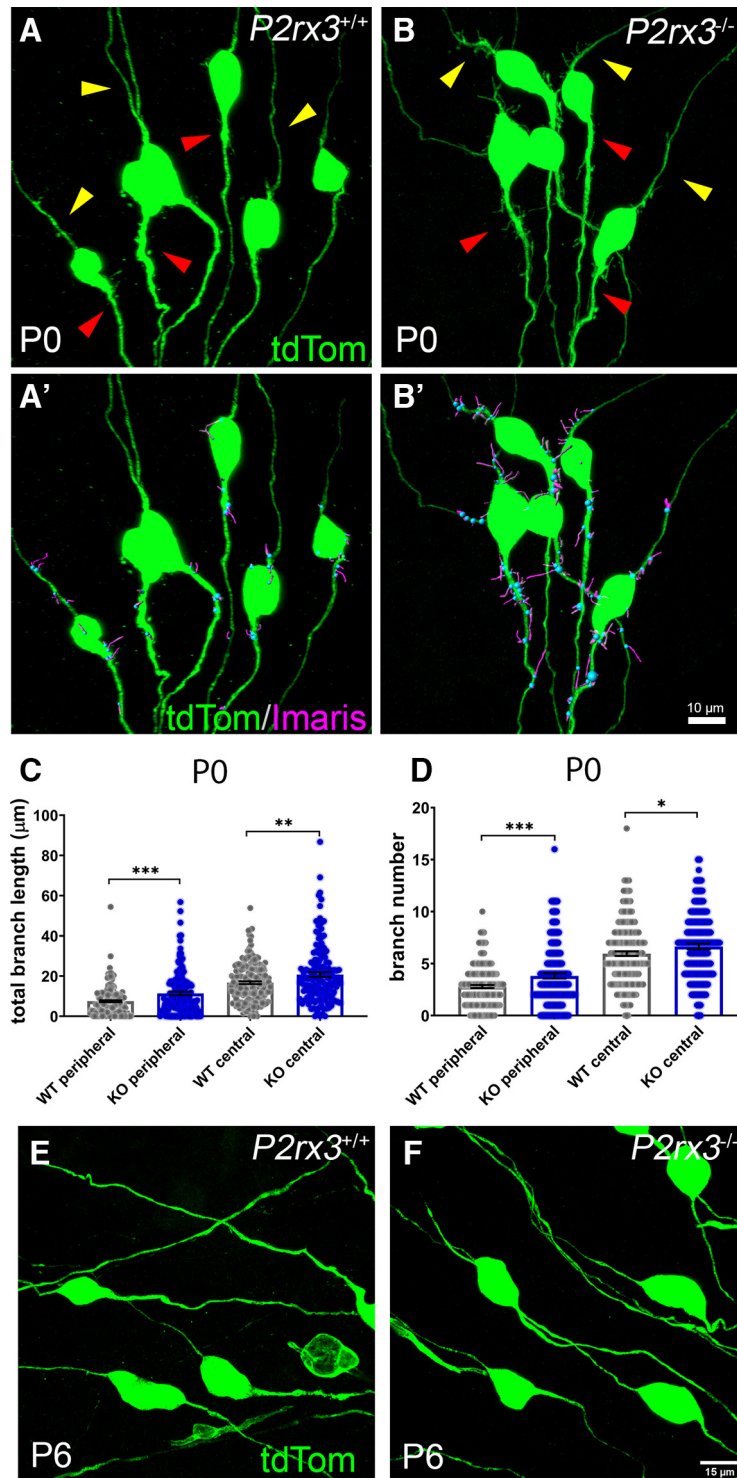 A P2rx3+/+
P0 tdTom
B P2rx3-/-
P0
A'
tdTom/Imaris
B'
10 µm
C P0
total branch length (µm)
100
80
60
40
20
0
***
**
WT peripheral
KO peripheral
WT central
KO central
D P0
branch number
20
15
10
5
0
***
*
WT peripheral
KO peripheral
WT central
KO central
E P2rx3+/+
P6 tdTom
F P2rx3-/-
P6
15 µm